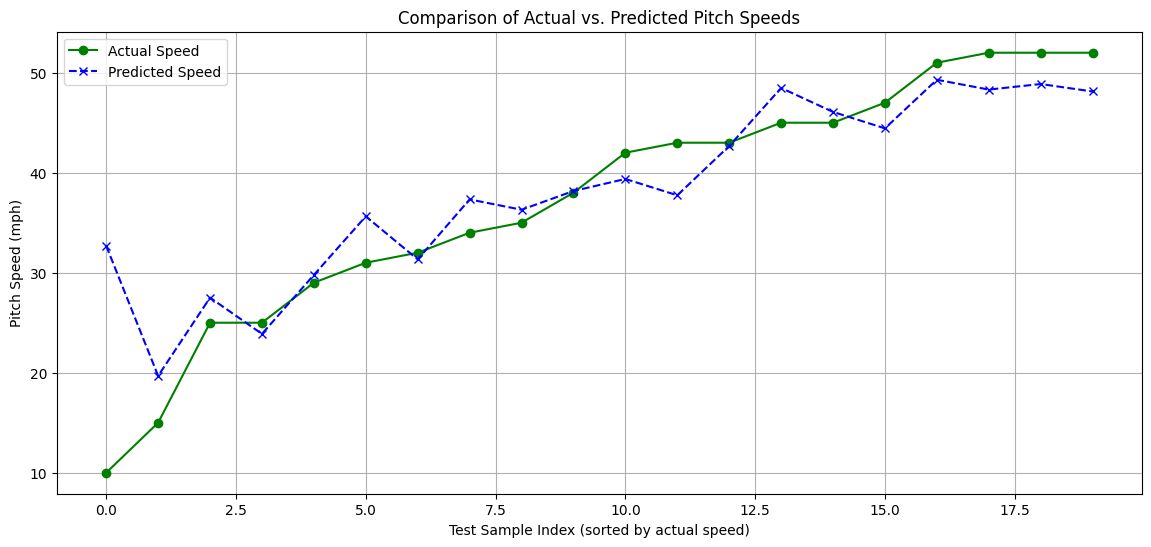 Comparison of Actual vs. Predicted Pitch Speeds
Actual Speed
Predicted Speed
Pitch Speed (mph)
50
40
30
20
10
0.0 2.5 5.0 7.5 10.0 12.5 15.0 17.5
Test Sample Index (sorted by actual speed)